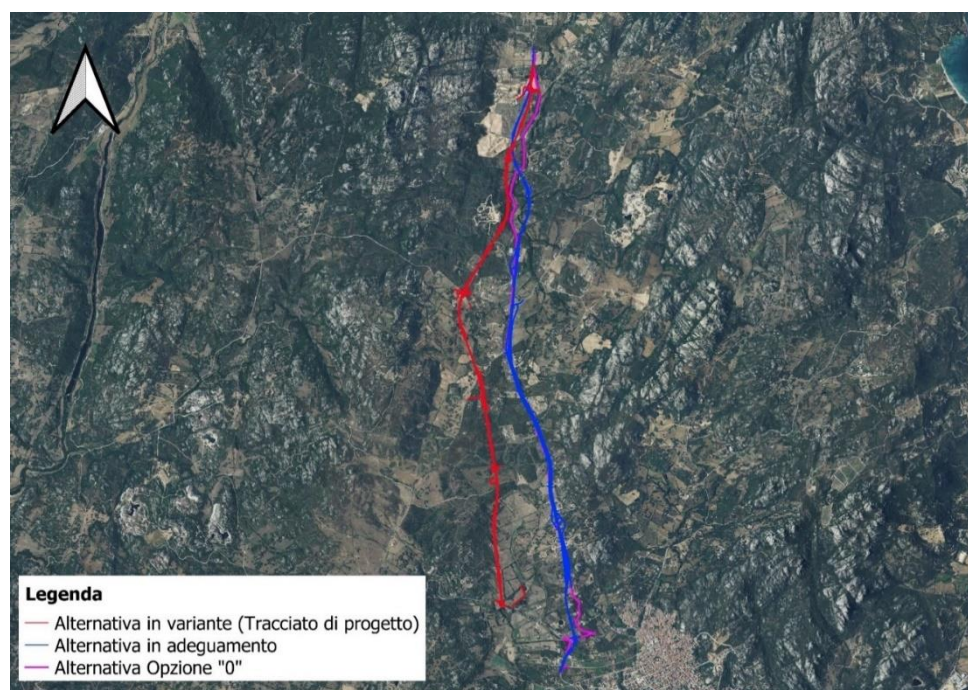 Legenda
Alternativa in variante (Tracciato di progetto)
Alternativa in adeguamento
Alternativa Opzione "0"